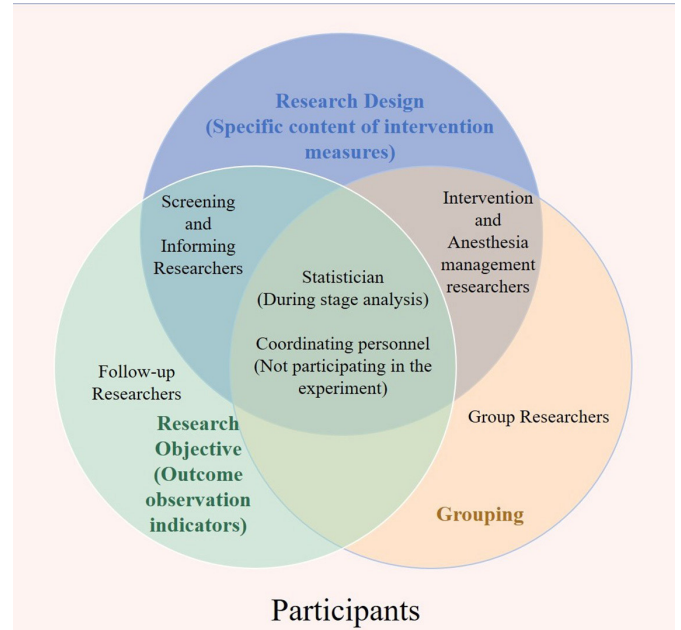 Research Design
(Specific content of intervention
measures)
Screening
and
Informing
Researchers
Intervention
and
Anesthesia
management
researchers
Statistician
(During stage analysis)
Coordinating personnel
(Not participating in the
experiment)
Follow-up
Researchers
Research
Objective
(Outcome
observation
indicators)
Group Researchers
Grouping
Participants